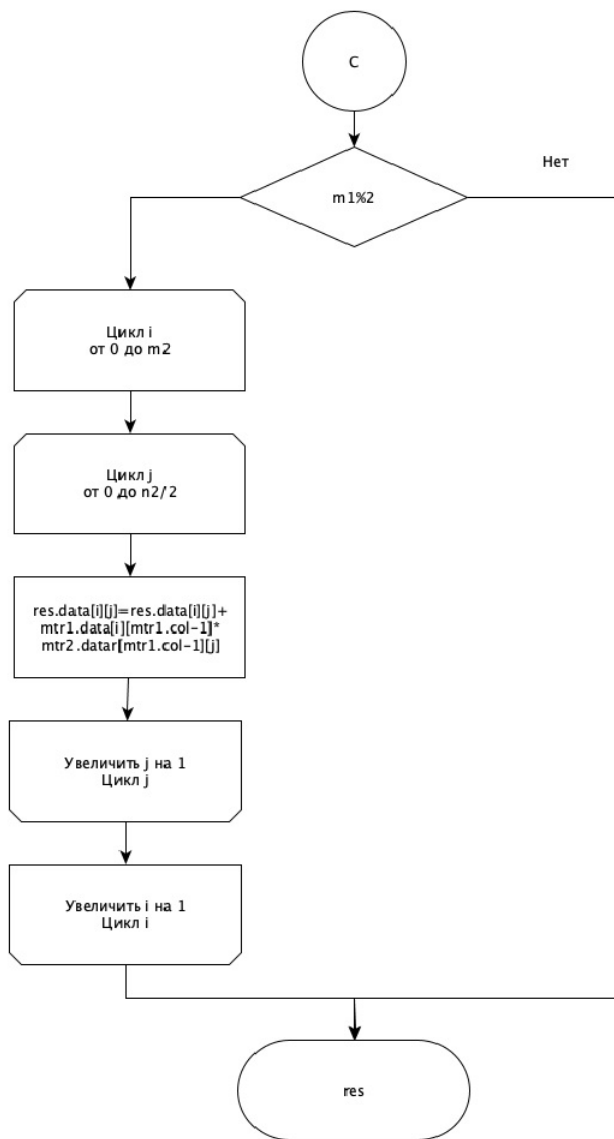 C
Нет
m1%2
Цикл i
от 0 до m2
Цикл j
от 0 до n2/2
res.data[i][j]=res.data[i][j]+
mtr1.data[i][mtr1.col-1]*
mtr2.datar[mtr1.col-1][j]
Увеличить j на 1
Цикл j
Увеличить i на 1
Цикл i
res